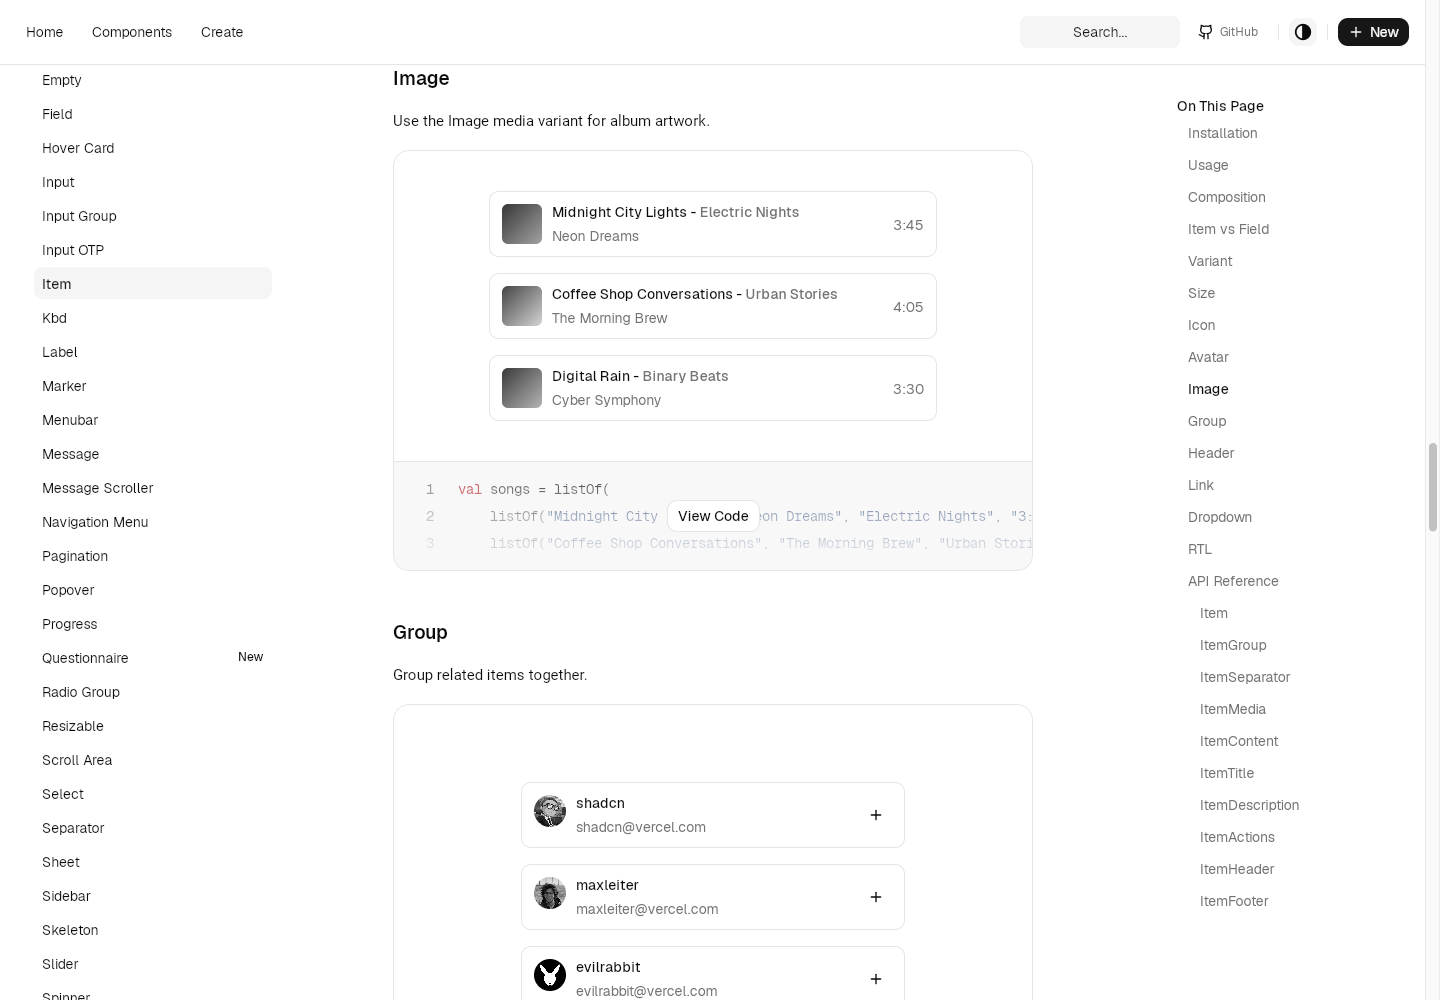 Home
Components
Create
Search...
GitHub
New
Empty
Field
Hover Card
Input
Input Group
Input OTP
Item
Kbd
Label
Marker
Menubar
Message
Message Scroller
Navigation Menu
Pagination
Popover
Progress
Questionnaire New
Radio Group
Resizable
Scroll Area
Select
Separator
Sheet
Sidebar
Skeleton
Slider
Spinner
Image
Use the Image media variant for album artwork.
Midnight City Lights - Electric Nights
Neon Dreams
3:45
Coffee Shop Conversations - Urban Stories
The Morning Brew
4:05
Digital Rain - Binary Beats
Cyber Symphony
3:30
1 val songs = listOf(
2 listOf("Midnight City
View Code
Dreams", "Electric Nights", "3:
3 listOf("Coffee Shop Conversations", "The Morning Brew", "Urban Stori
Group
Group related items together.
shadcn
shadcn@vercel.com
maxleiter
maxleiter@vercel.com
evilrabbit
evilrabbit@vercel.com
On This Page
Installation
Usage
Composition
Item vs Field
Variant
Size
Icon
Avatar
Image
Group
Header
Link
Dropdown
RTL
API Reference
Item
ItemGroup
ItemSeparator
ItemMedia
ItemContent
ItemTitle
ItemDescription
ItemActions
ItemHeader
ItemFooter